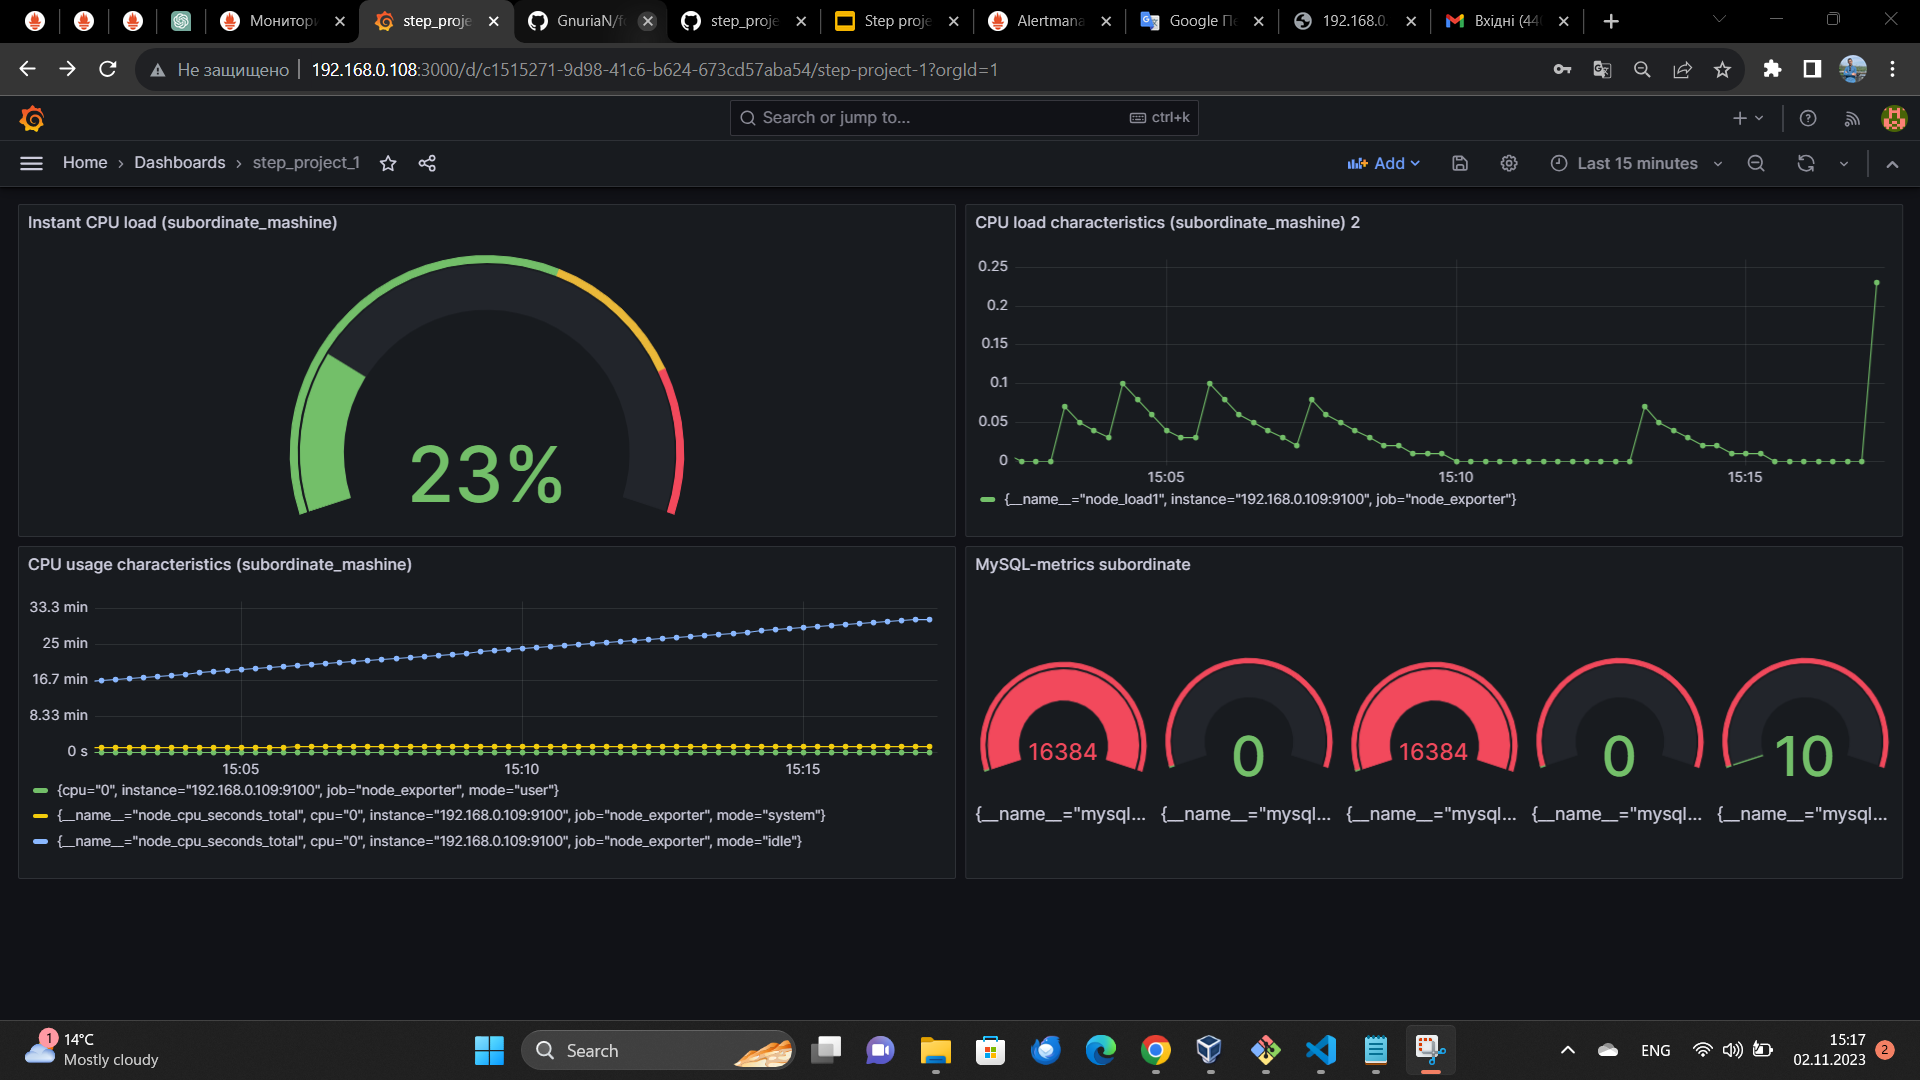 Монитори
step_proje
GnuriaN/f
step_proje
Step proje
Alertmana
Google П
192.168.0.
Вхідні (44
Не защищено
192.168.0.108:3000/d/c1515271-9d98-41c6-b624-673cd57aba54/step-project-1?orgId=1
Search or jump to...
ctrl+k
Home › Dashboards › step_project_1
Add
Last 15 minutes
Instant CPU load (subordinate_mashine)
23%
CPU load characteristics (subordinate_mashine) 2
0.25
0.2
0.15
0.1
0.05
0
15:05
15:10
15:15
{__name__="node_load1", instance="192.168.0.109:9100", job="node_exporter"}
CPU usage characteristics (subordinate_mashine)
33.3 min
25 min
16.7 min
8.33 min
0 s
15:05
15:10
15:15
{cpu="0", instance="192.168.0.109:9100", job="node_exporter", mode="user"}
{__name__="node_cpu_seconds_total", cpu="0", instance="192.168.0.109:9100", job="node_exporter", mode="system"}
{__name__="node_cpu_seconds_total", cpu="0", instance="192.168.0.109:9100", job="node_exporter", mode="idle"}
MySQL-metrics subordinate
16384
0
16384
0
10
{__name__="mysql...
{__name__="mysql...
{__name__="mysql...
{__name__="mysql...
{__name__="mysql...
1
14°C
Mostly cloudy
Search
ENG
15:17
02.11.2023
2